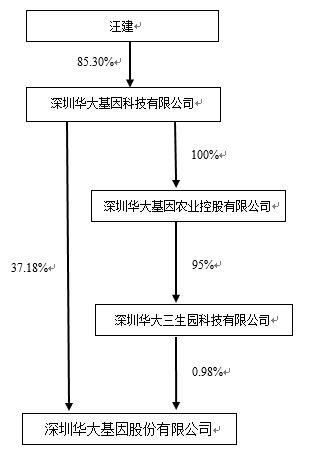 汪建
85.30%
深圳华大基因科技有限公司
100%
深圳华大基因农业控股有限公司
37.18%
95%
深圳华大三生园科技有限公司
0.98%
深圳华大基因股份有限公司